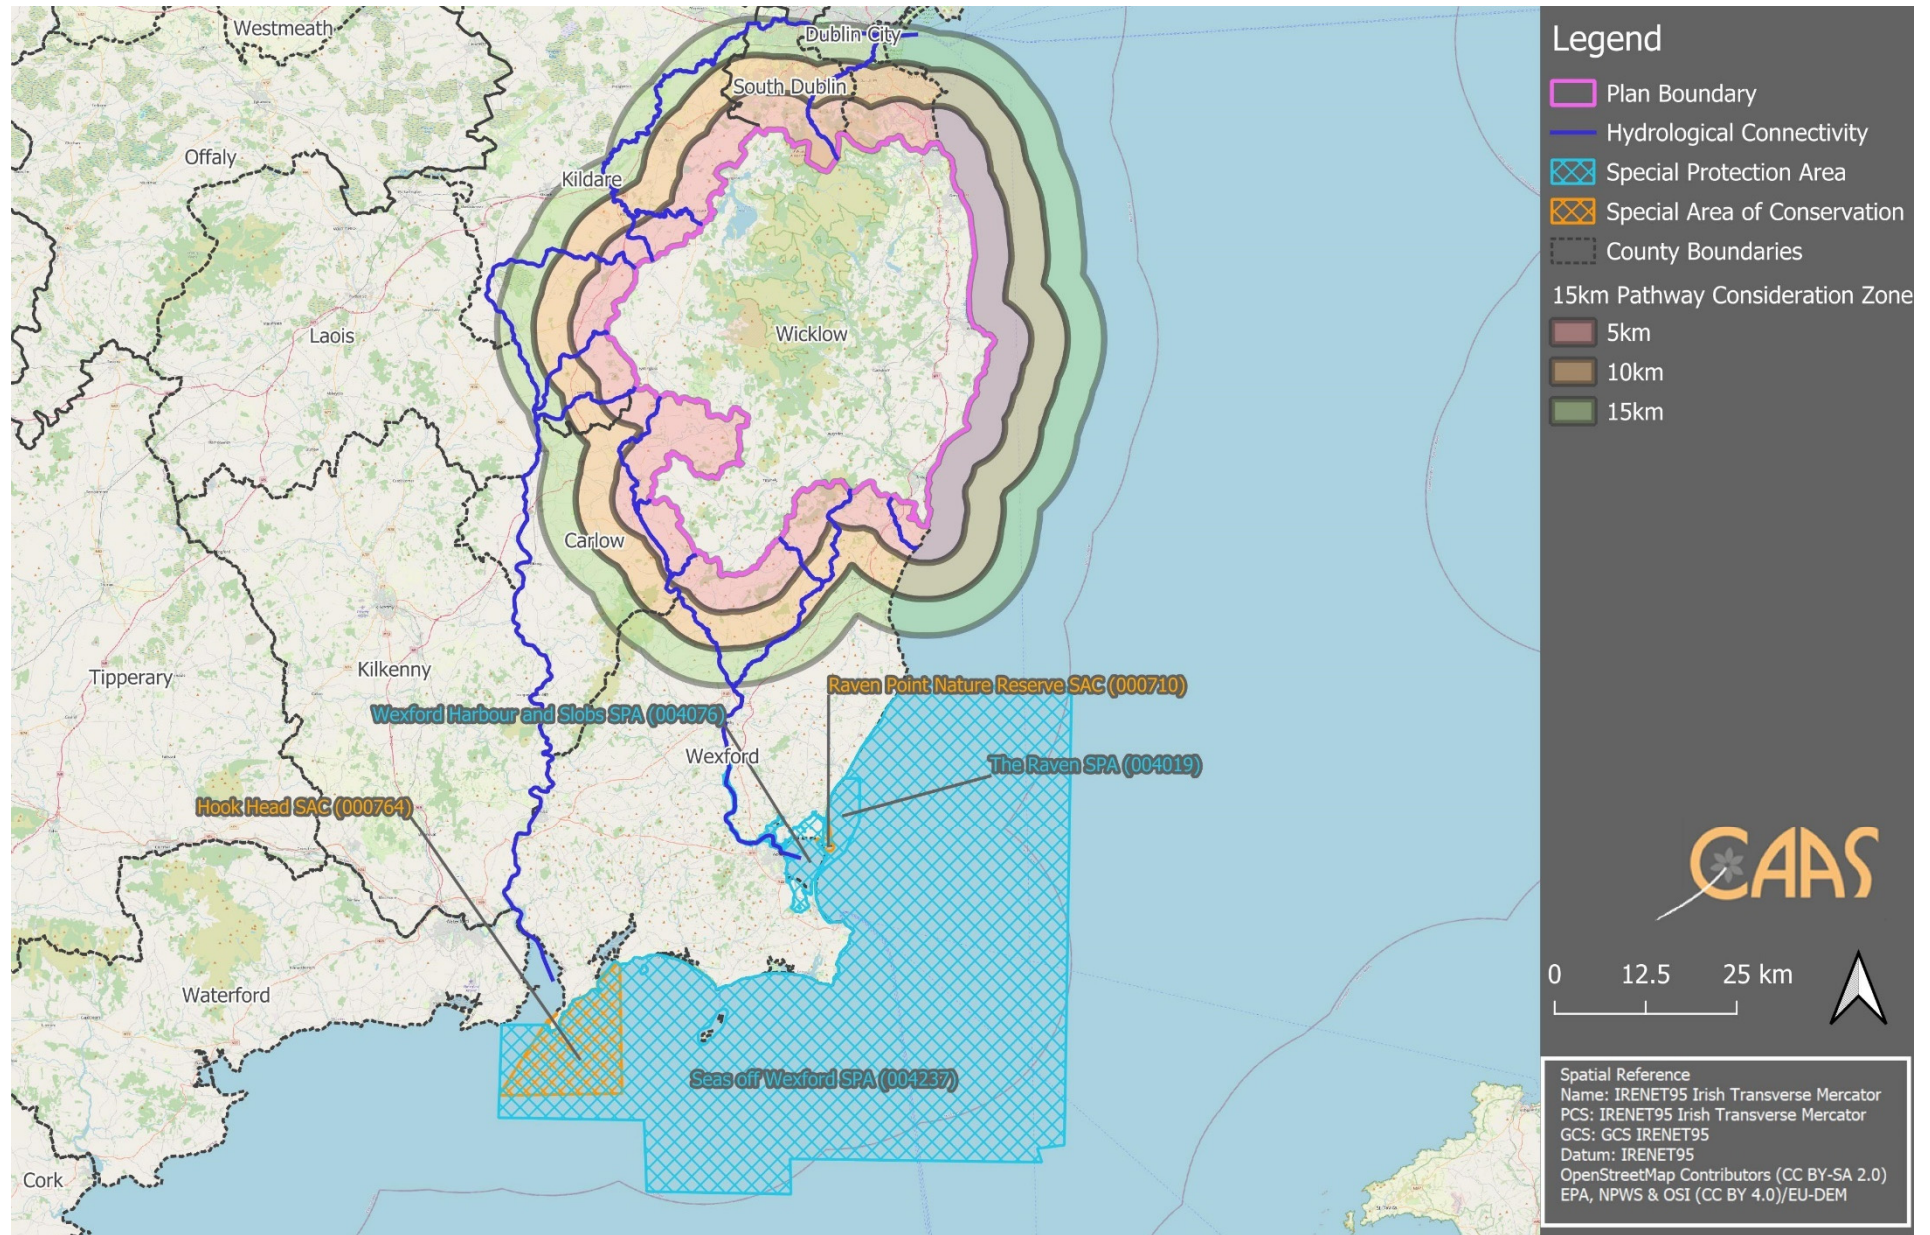 Westmeath
Dublin City
South Dublin
Offaly
Kildare
Laois
Wicklow
Carlow
Tipperary
Kilkenny
Raven Point Nature Reserve SAC (000710)
Wexford Harbour and Slobs SPA (004076)
Wexford
The Raven SPA (004019)
Hook Head SAC (000764)
Waterford
Seas off Wexford SPA (004237)
Cork
Legend
Plan Boundary
Hydrological Connectivity
Special Protection Area
Special Area of Conservation
County Boundaries
15km Pathway Consideration Zone
5km
10km
15km
CAAS
0 12.5 25 km
Spatial Reference
Name: IRENET95 Irish Transverse Mercator
PCS: IRENET95 Irish Transverse Mercator
GCS: GCS IRENET95
Datum: IRENET95
OpenStreetMap Contributors (CC BY-SA 2.0)
EPA, NPWS & OSI (CC BY 4.0)/EU-DEM